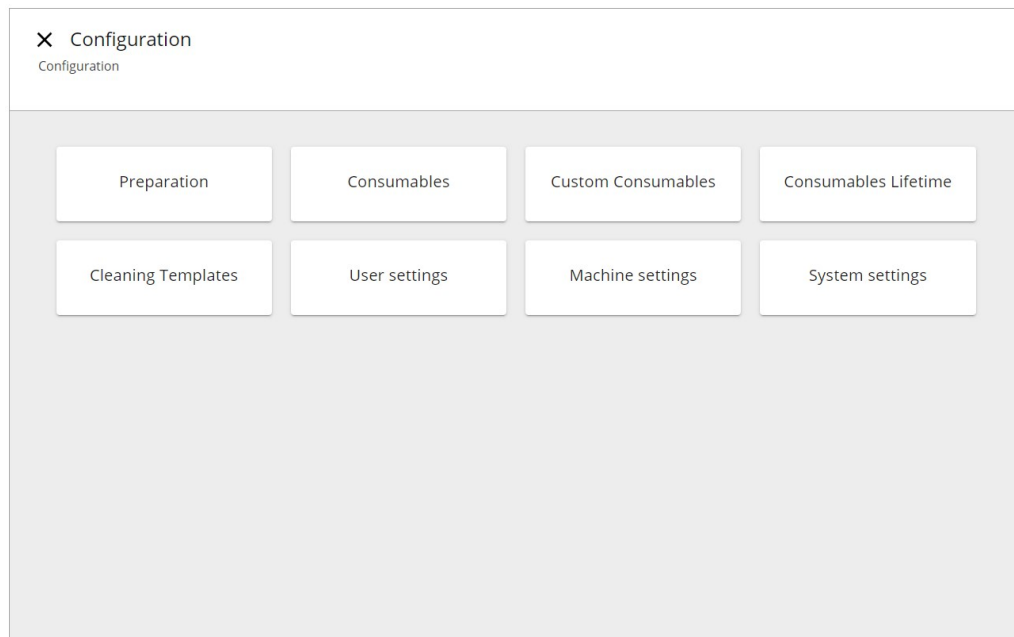 Configuration
Configuration
Preparation
Consumables
Custom Consumables
Consumables Lifetime
Cleaning Templates
User settings
Machine settings
System settings